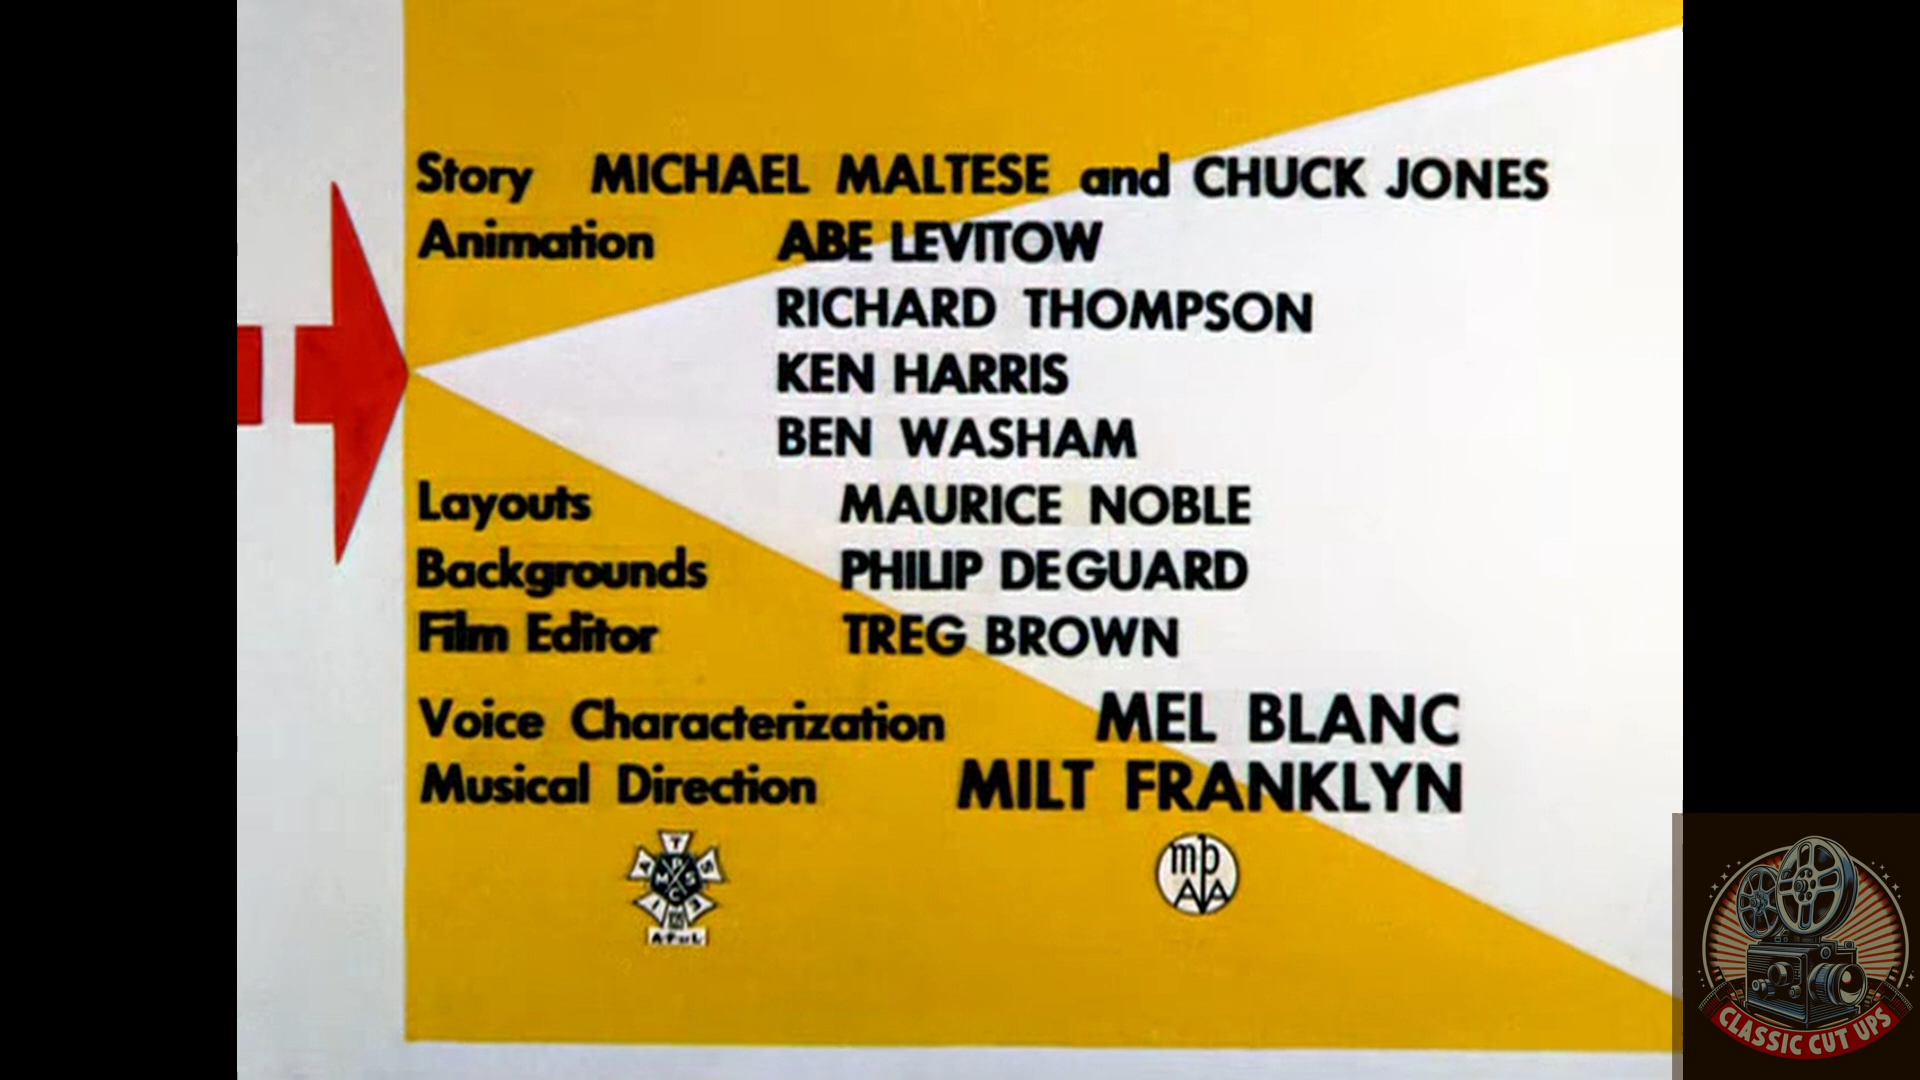 Story MICHAEL MALTESE and CHUCK JONES
Animation ABE LEVITOW
RICHARD THOMPSON
KEN HARRIS
BEN WASHAM
Layouts MAURICE NOBLE
Backgrounds PHILIP DEGUARD
Film Editor TREG BROWN
Voice Characterization MEL BLANC
Musical Direction MILT FRANKLYN
mp
AA
CLASSIC CUT UPS